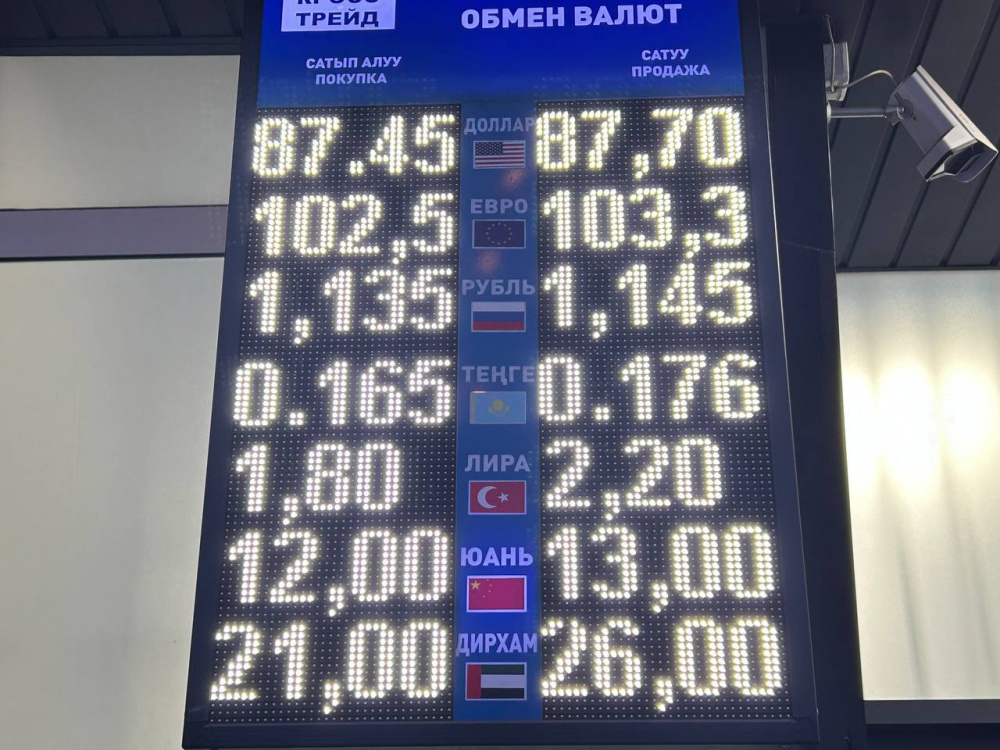 КРОСС
ТРЕЙД
ОБМЕН ВАЛЮТ
САТЫП АЛУУ
ПОКУПКА
САТУУ
ПРОДАЖА
87.45 ДОЛЛАР 87,70
102,5 ЕВРО 103,3
1,135 РУБЛЬ 1,145
0.165 ТЕҢГЕ 0.176
1,80 ЛИРА 2,20
12,00 ЮАНЬ 13,00
21,00 ДИРХАМ 26,00